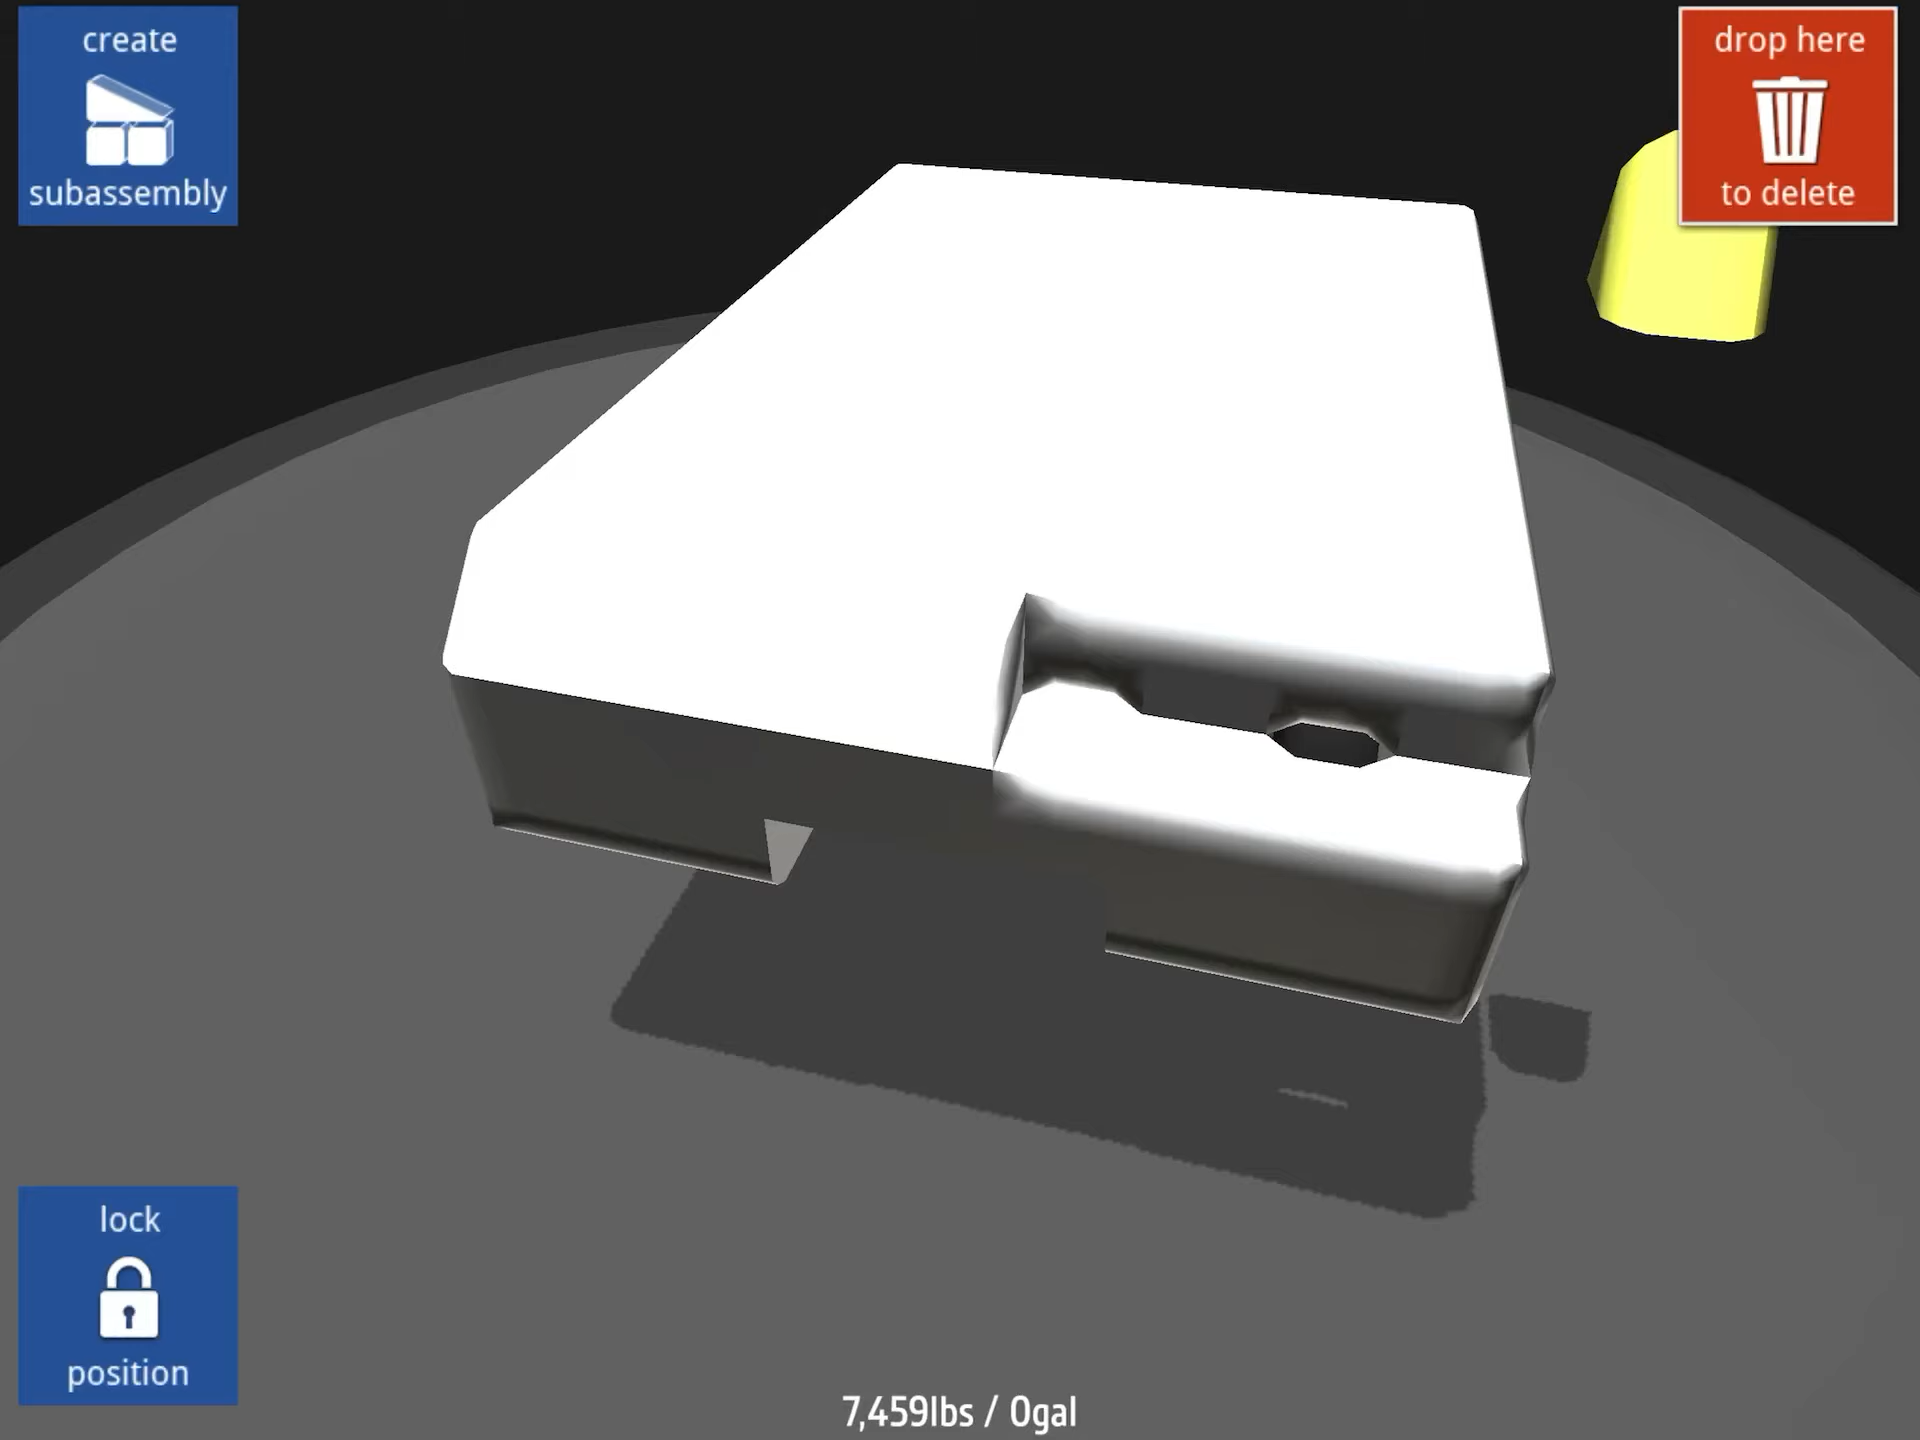 create
subassembly
drop here
to delete
lock
position
7,459lbs / 0gal